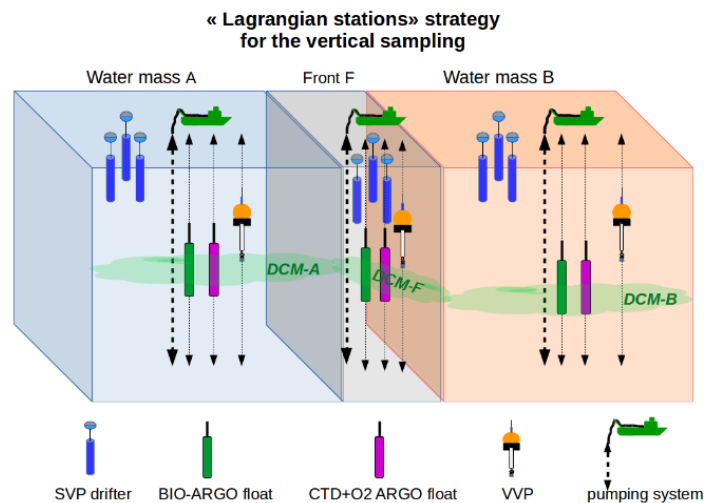 « Lagrangian stations» strategy
for the vertical sampling
Water mass A
Front F
Water mass B
DCM-A
DCM-F
DCM-B
SVP drifter
BIO-ARGO float
CTD+O2 ARGO float
VVP
pumping system